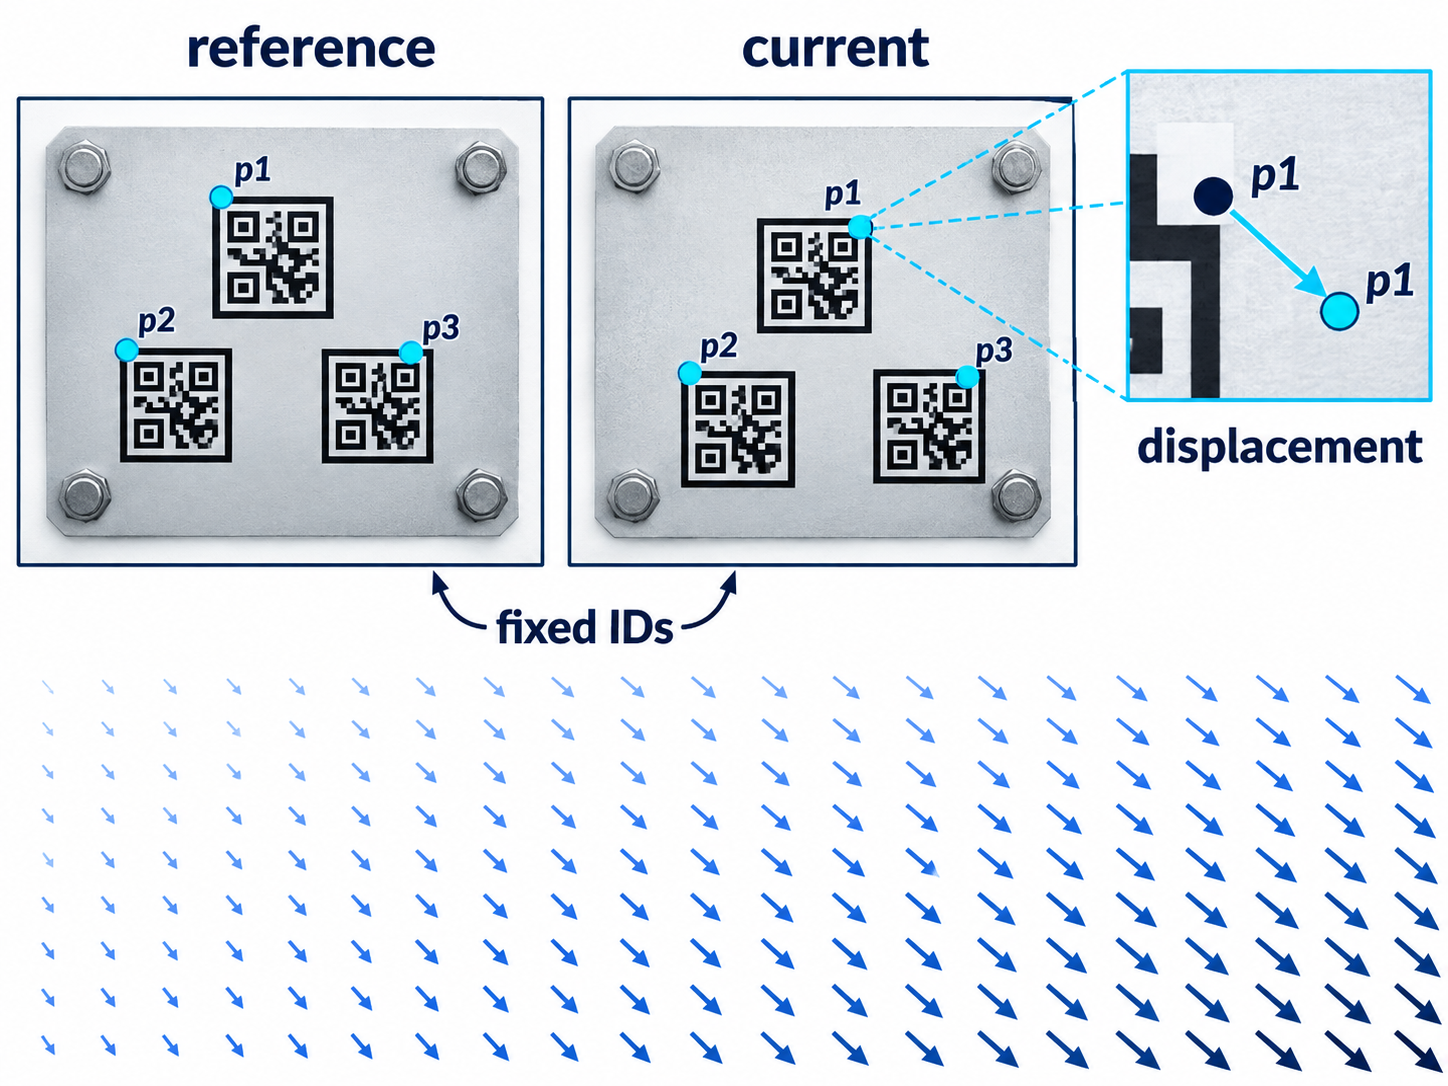 reference
current
p1
p2
p3
p1
p2
p3
p1
p1
displacement
fixed IDs